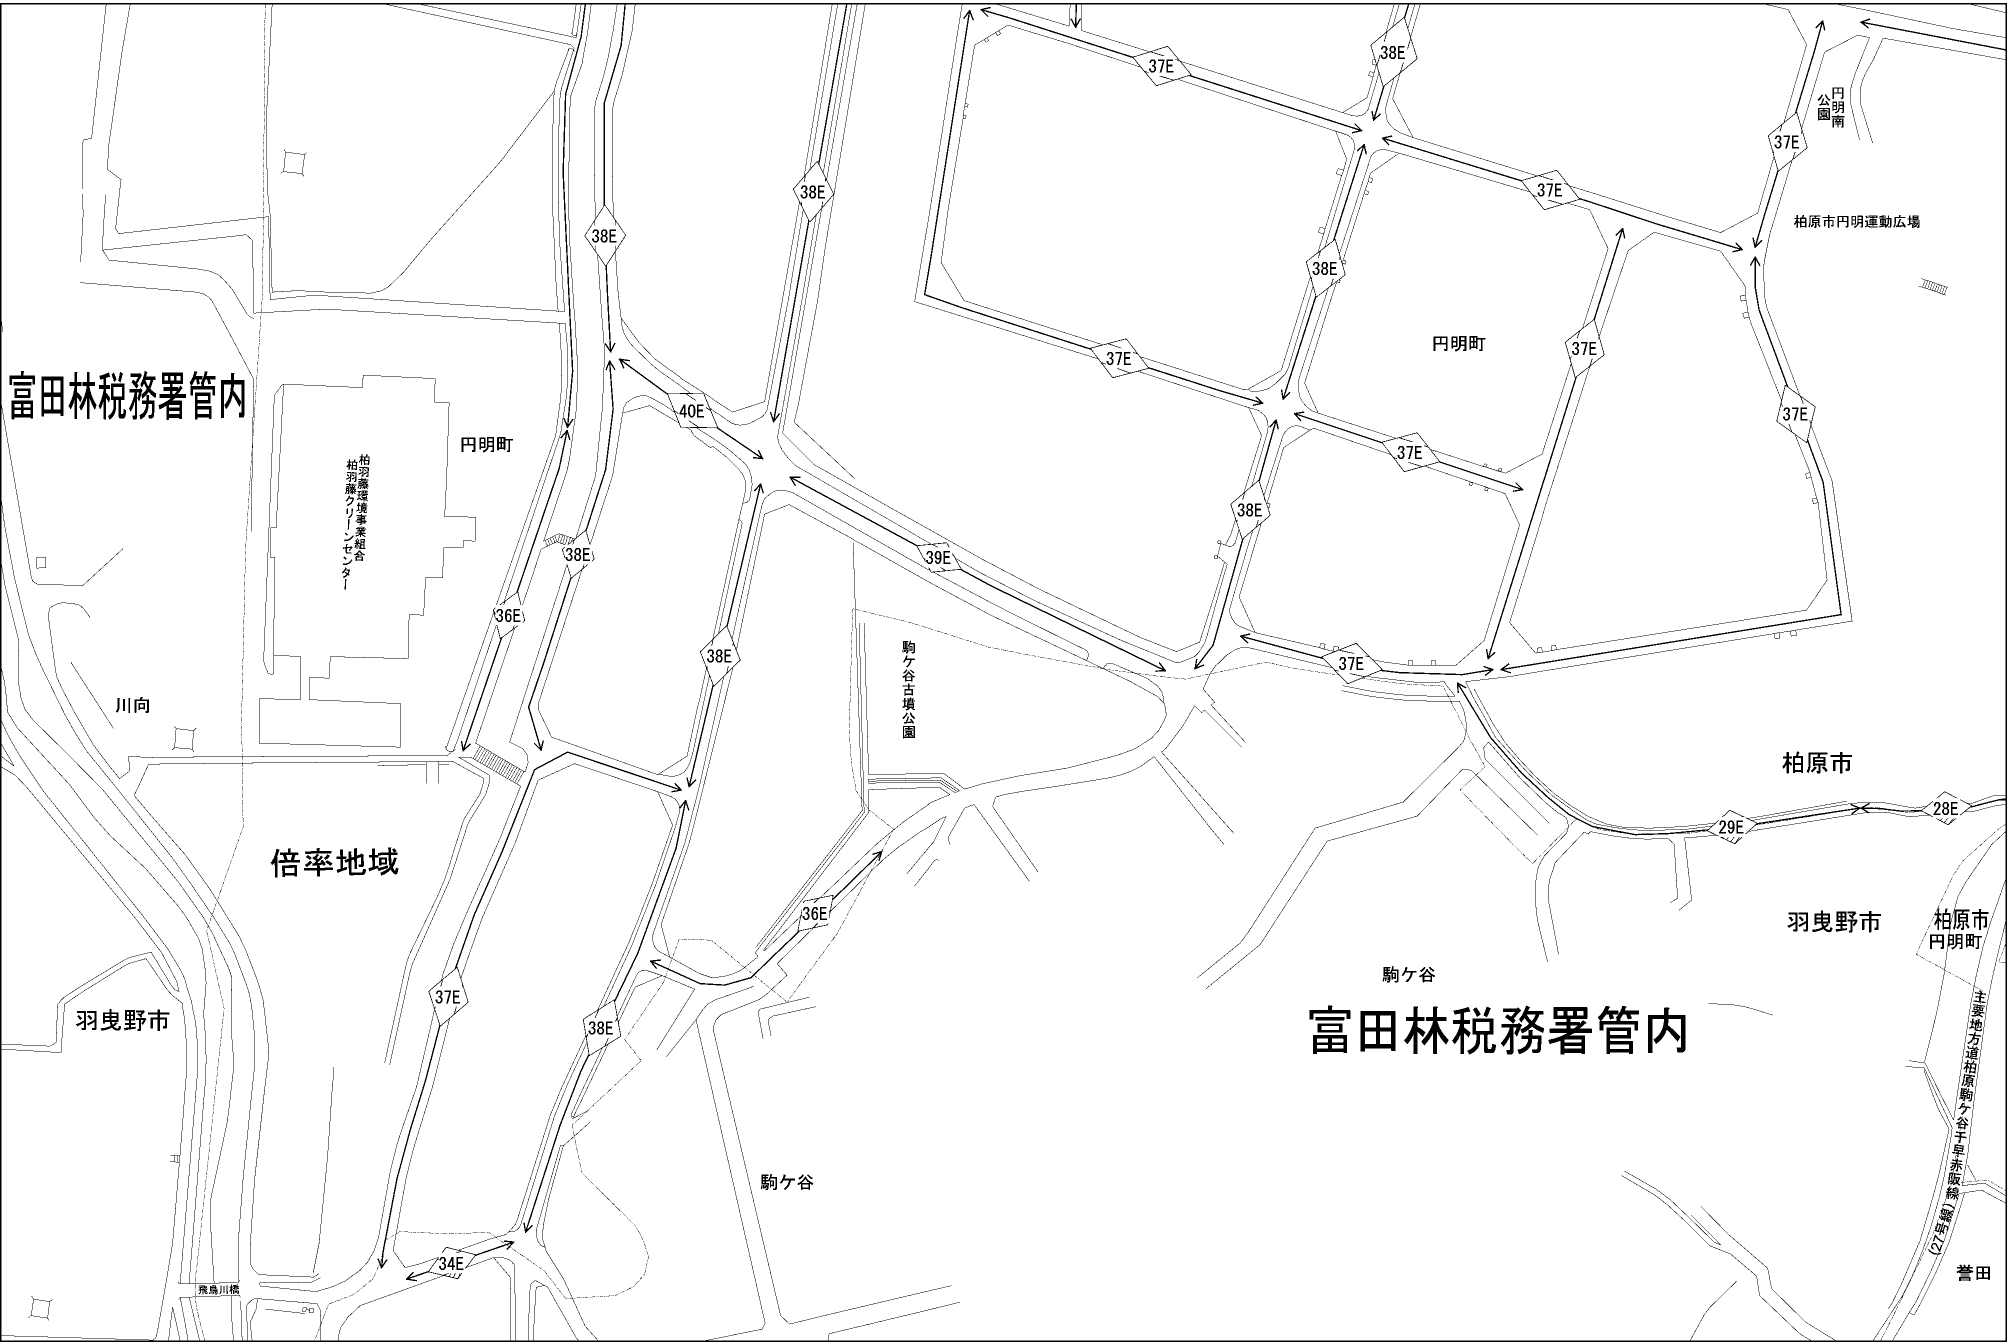 38E
37E
円明南
公園
37E
38E
37E
柏原市円明運動広場
38E
38E
円明町
37E
37E
富田林税務署管内
40E
37E
円明町
37E
柏羽藤環境事業組合
柏羽藤クリーンセンター
38E
38E
39E
36E
38E
37E
駒ケ谷古墳公園
川向
柏原市
28E
29E
倍率地域
36E
羽曳野市
柏原市
円明町
駒ケ谷
37E
羽曳野市
38E
富田林税務署管内
主要地方道柏原駒ケ谷千早赤阪線
(27号線)
駒ケ谷
34E
誉田
飛鳥川橋